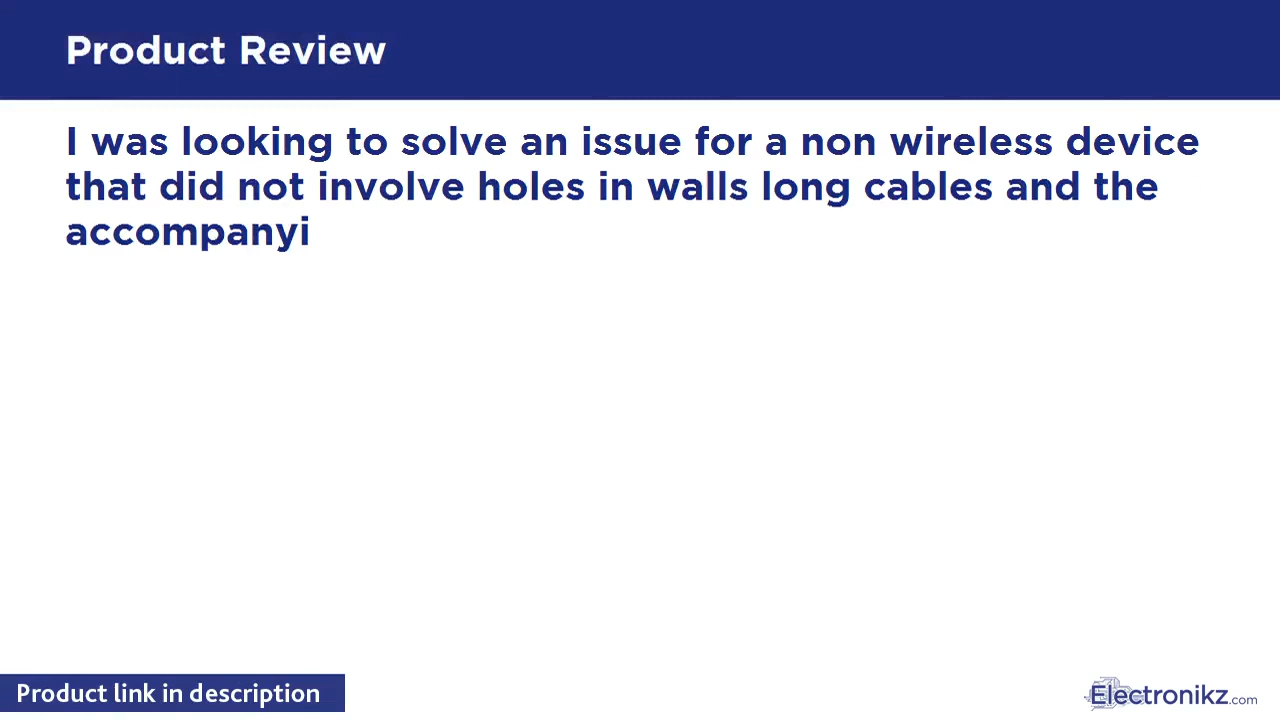 Product Review
I was looking to solve an issue for a non wireless device
that did not involve holes in walls long cables and the
accompanyi
Product link in description
Electronikz.com